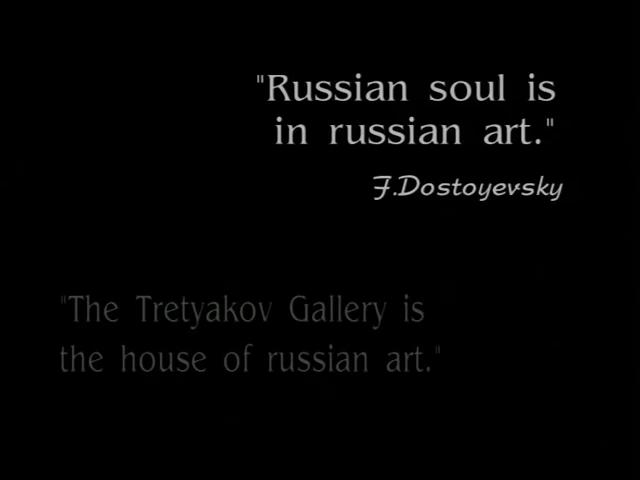 "Russian soul is
in russian art."
F.Dostoyevsky
"The Tretyakov Gallery is
the house of russian art."